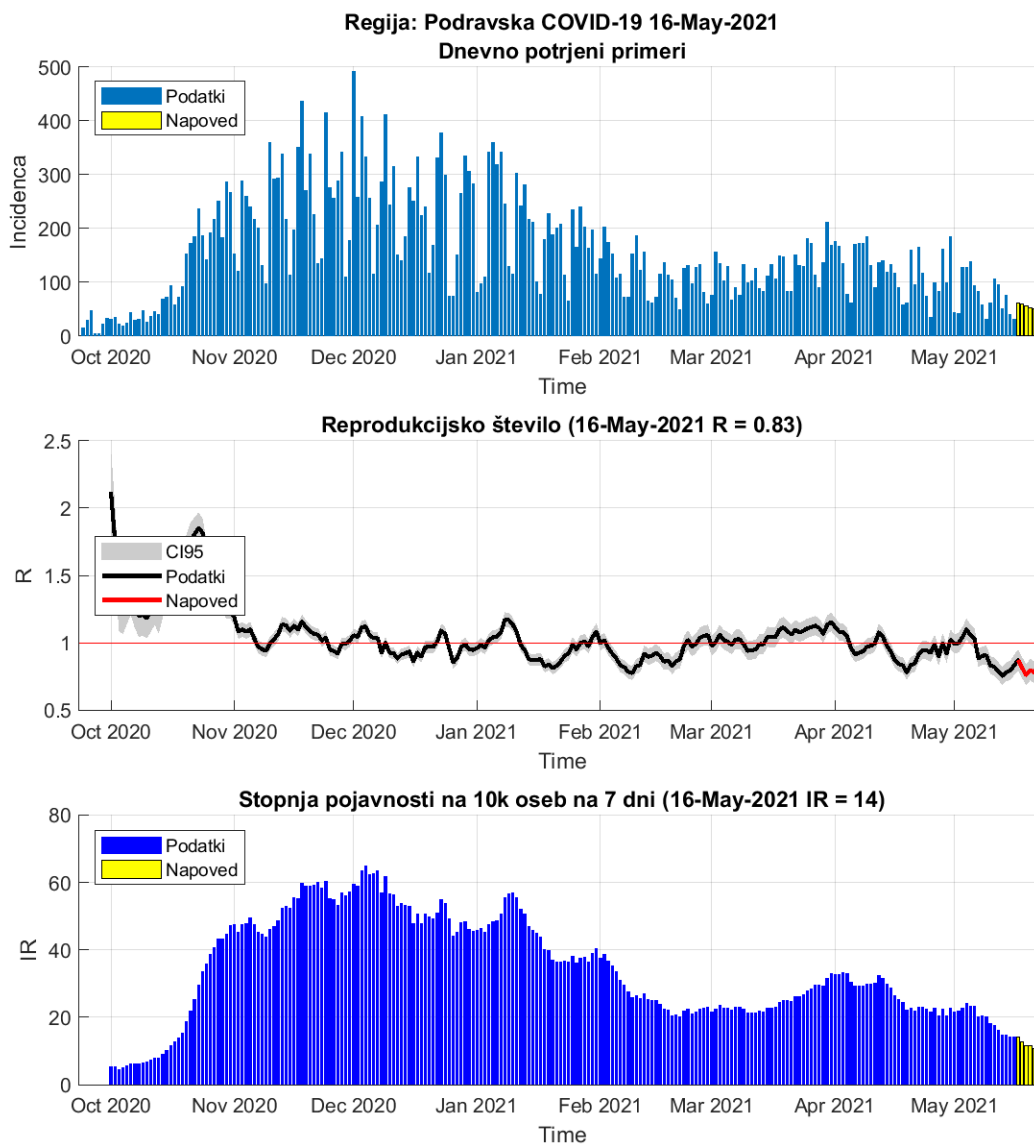 Regija: Podravska COVID-19 16-May-2021
Dnevno potrjeni primeri
500
400
300
200
100
0
Incidenca
Podatki
Napoved
Oct 2020 Nov 2020 Dec 2020 Jan 2021 Feb 2021 Mar 2021 Apr 2021 May 2021
Time
Reprodukcijsko število (16-May-2021 R = 0.83)
2.5
2
1.5
1
0.5
R
CI95
Podatki
Napoved
Oct 2020 Nov 2020 Dec 2020 Jan 2021 Feb 2021 Mar 2021 Apr 2021 May 2021
Time
Stopnja pojavnosti na 10k oseb na 7 dni (16-May-2021 IR = 14)
80
60
40
20
0
IR
Podatki
Napoved
Oct 2020 Nov 2020 Dec 2020 Jan 2021 Feb 2021 Mar 2021 Apr 2021 May 2021
Time